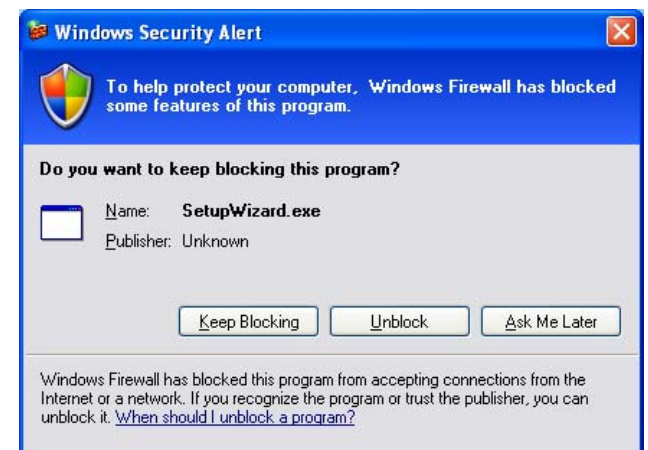 Windows Security Alert
To help protect your computer, Windows Firewall has blocked
some features of this program.
Do you want to keep blocking this program?
Name: SetupWizard.exe
Publisher: Unknown
Keep Blocking Unblock Ask Me Later
Windows Firewall has blocked this program from accepting connections from the
Internet or a network. If you recognize the program or trust the publisher, you can
unblock it. When should I unblock a program?